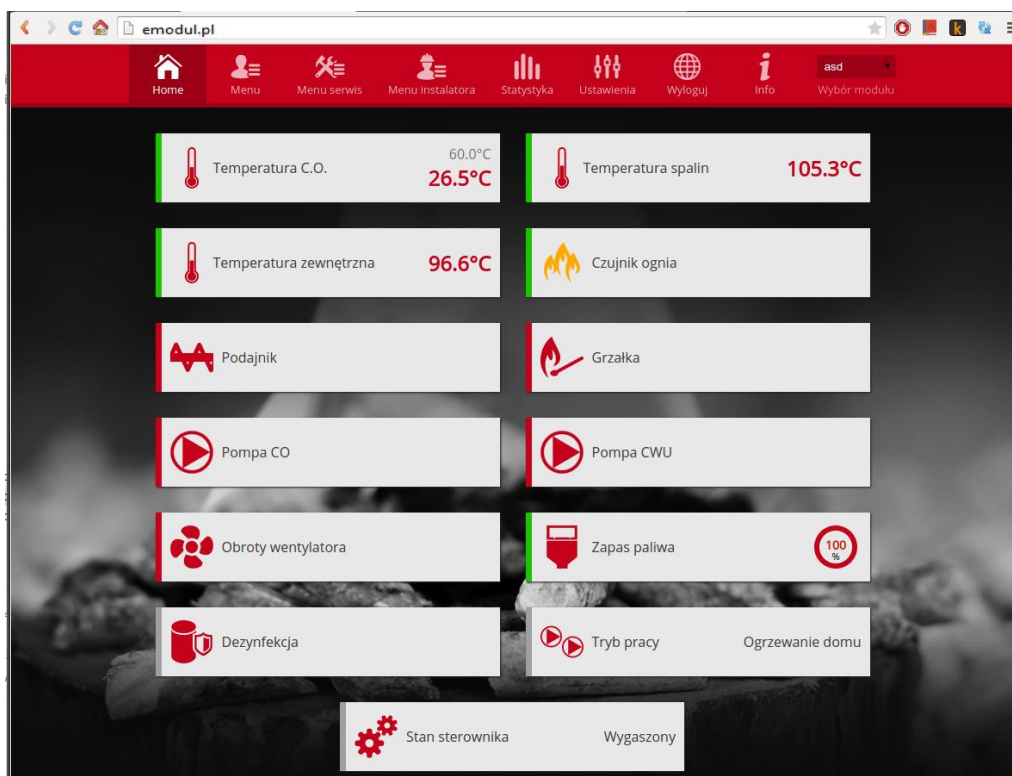 emodul.pl
Home
Menu
Menu serwis
Menu instalatora
Statystyka
Ustawienia
Wyloguj
Info
asd
Wybór modułu
Temperatura C.O.
60.0°C
26.5°C
Temperatura spalin
105.3°C
Temperatura zewnętrzna
96.6°C
Czujnik ognia
Podajnik
Grzałka
Pompa CO
Pompa CWU
Obroty wentylatora
Zapas paliwa
100
%
Dezynfekcja
Tryb pracy
Ogrzewanie domu
Stan sterownika
Wygaszony